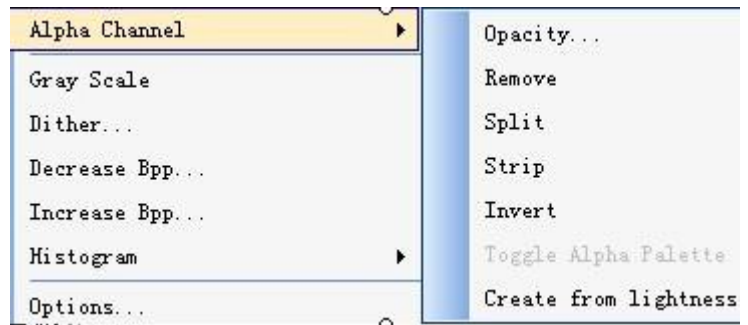 Alpha Channel
Gray Scale
Dither...
Decrease Bpp...
Increase Bpp...
Histogram
Options...
Opacity...
Remove
Split
Strip
Invert
Toggle Alpha Palette
Create from lightness